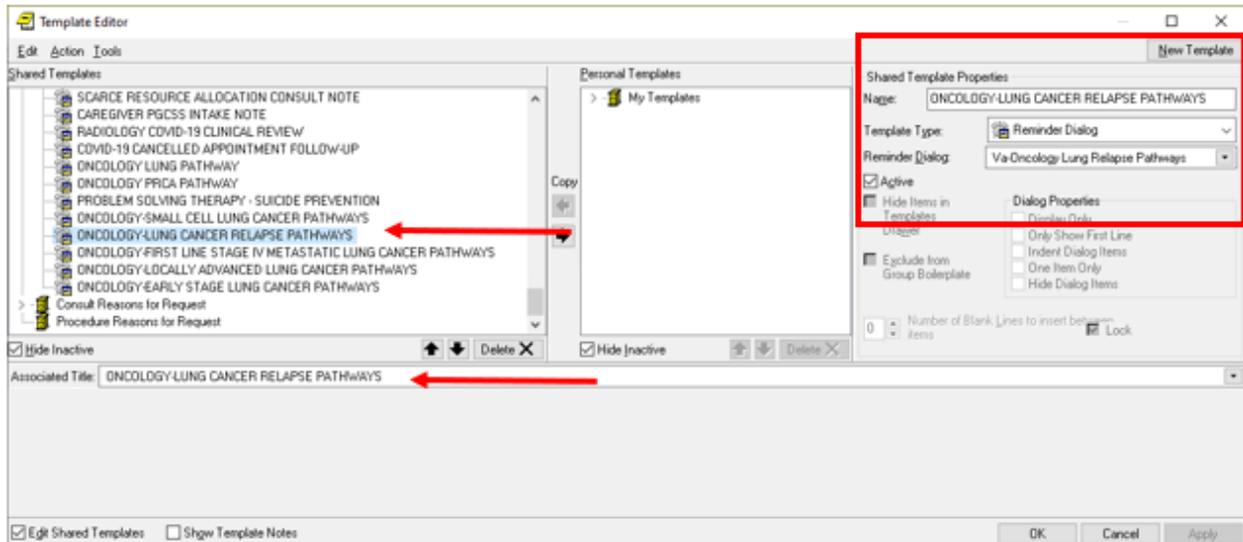 Template Editor
Edit Action Tools
New Template
Shared Templates
SCARCE RESOURCE ALLOCATION CONSULT NOTE
CAREGIVER PGCSS INTAKE NOTE
RADIOLOGY COVID-19 CLINICAL REVIEW
COVID-19 CANCELLED APPOINTMENT FOLLOW-UP
ONCOLOGY LUNG PATHWAY
ONCOLOGY PRCA PATHWAY
PROBLEM SOLVING THERAPY - SUICIDE PREVENTION
ONCOLOGY-SMALL CELL LUNG CANCER PATHWAYS
ONCOLOGY-LUNG CANCER RELAPSE PATHWAYS
ONCOLOGY-FIRST LINE STAGE IV METASTATIC LUNG CANCER PATHWAYS
ONCOLOGY-LOCALLY ADVANCED LUNG CANCER PATHWAYS
ONCOLOGY-EARLY STAGE LUNG CANCER PATHWAYS
Consult Reasons for Request
Procedure Reasons for Request
Hide Inactive
Delete X
Copy
Personal Templates
My Templates
Hide Inactive
Delete X
Shared Template Properties
Name: ONCOLOGY-LUNG CANCER RELAPSE PATHWAYS
Template Type: Reminder Dialog
Reminder Dialog: Va-Oncology Lung Relapse Pathways
Active
Hide Items in
Templates
Drawer
Exclude from
Group Boilerplate
Dialog Properties
Display Only
Only Show First Line
Indent Dialog Items
One Item Only
Hide Dialog Items
0 Number of Blank Lines to insert between
items
Lock
Associated Title: ONCOLOGY-LUNG CANCER RELAPSE PATHWAYS
Edit Shared Templates Show Template Notes
OK Cancel Apply